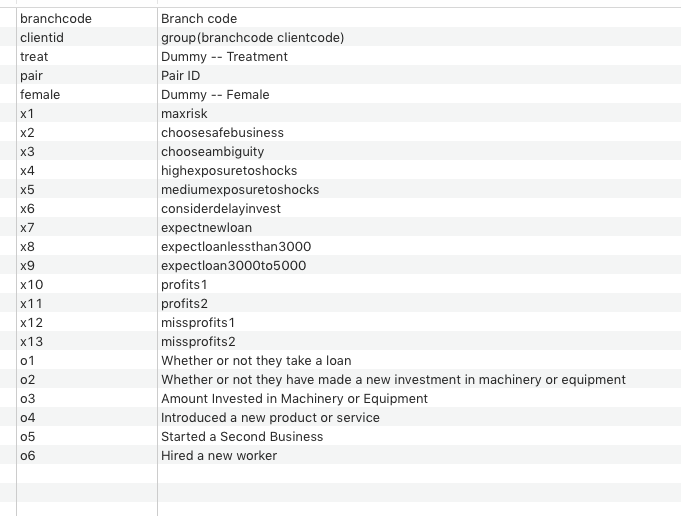 branchcode Branch code
clientid group(branchcode clientcode)
treat Dummy -- Treatment
pair Pair ID
female Dummy -- Female
x1 maxrisk
x2 choosesafebusiness
x3 chooseambiguity
x4 highexposuretoshocks
x5 mediumexposuretoshocks
x6 considerdelayinvest
x7 expectnewloan
x8 expectloanlessthan3000
x9 expectloan3000to5000
x10 profits1
x11 profits2
x12 missprofits1
x13 missprofits2
o1 Whether or not they take a loan
o2 Whether or not they have made a new investment in machinery or equipment
o3 Amount Invested in Machinery or Equipment
o4 Introduced a new product or service
o5 Started a Second Business
o6 Hired a new worker